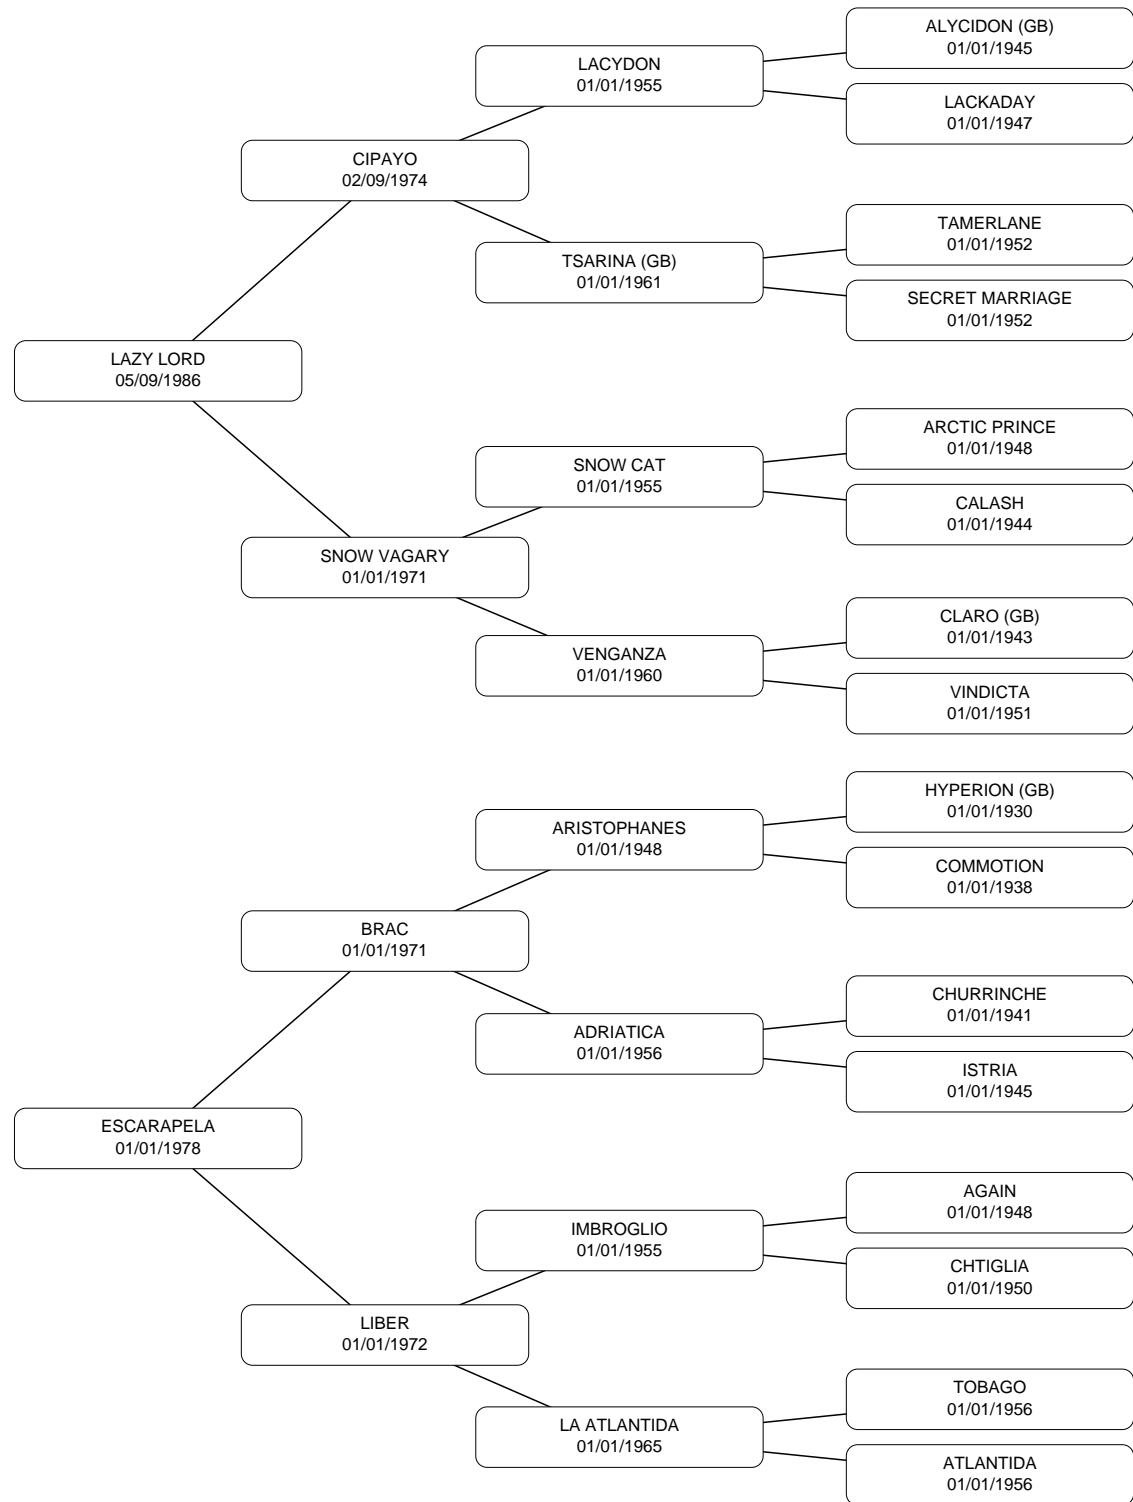 ALYCIDON (GB)
01/01/1945
LACYDON
01/01/1955
LACKADAY
01/01/1947
CIPAYO
02/09/1974
TAMERLANE
01/01/1952
TSARINA (GB)
01/01/1961
SECRET MARRIAGE
01/01/1952
LAZY LORD
05/09/1986
ARCTIC PRINCE
01/01/1948
SNOW CAT
01/01/1955
CALASH
01/01/1944
SNOW VAGARY
01/01/1971
CLARO (GB)
01/01/1943
VENGANZA
01/01/1960
VINDICTA
01/01/1951
HYPERION (GB)
01/01/1930
ARISTOPHANES
01/01/1948
COMMOTION
01/01/1938
BRAC
01/01/1971
CHURRINCHE
01/01/1941
ADRIATICA
01/01/1956
ISTRIA
01/01/1945
ESCARAPELA
01/01/1978
AGAIN
01/01/1948
IMBROGLIO
01/01/1955
CHTIGLIA
01/01/1950
LIBER
01/01/1972
TOBAGO
01/01/1956
LA ATLANTIDA
01/01/1965
ATLANTIDA
01/01/1956